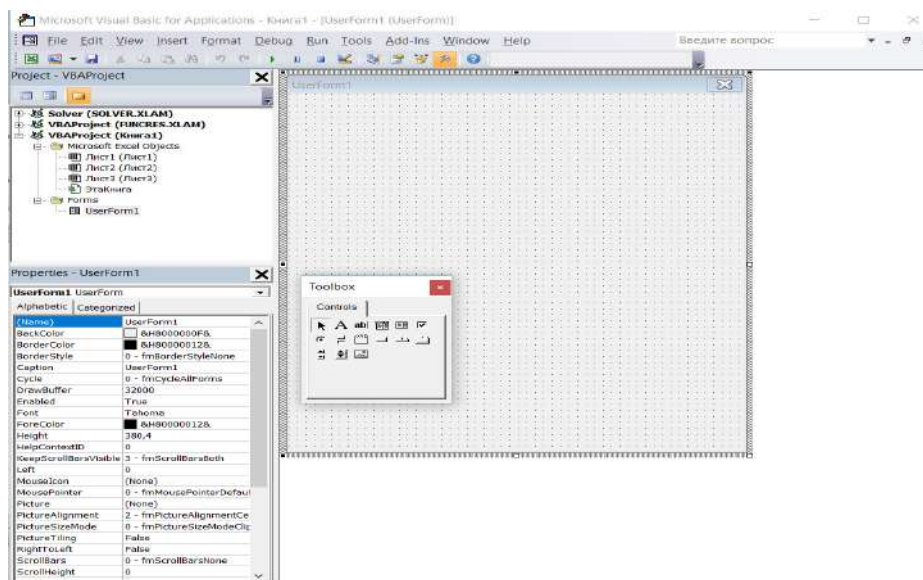 Microsoft Visual Basic for Applications - Книга1 - [UserForm1 (UserForm)]
File Edit View Insert Format Debug Run Tools Add-Ins Window Help
Введите вопрос
Project - VBAProject
Solver (SOLVER.XLAM)
VBAProject (FUNCRES.XLAM)
VBAProject (Книга1)
Microsoft Excel Objects
Лист1 (Лист1)
Лист2 (Лист2)
Лист3 (Лист3)
ЭтаКнига
Forms
UserForm1
UserForm1
Toolbox
Controls
Properties - UserForm1
UserForm1 UserForm
Alphabetic Categorized
(Name) UserForm1
BackColor &H8000000F&
BorderColor &H80000012&
BorderStyle 0 - fmBorderStyleNone
Caption UserForm1
Cycle 0 - fmCycleAllForms
DrawBuffer 32000
Enabled True
Font Tahoma
ForeColor &H80000012&
Height 380,4
HelpContextID 0
KeepScrollBarsVisible 3 - fmScrollBarsBoth
Left 0
MouseIcon (None)
MousePointer 0 - fmMousePointerDefaul
Picture (None)
PictureAlignment 2 - fmPictureAlignmentCe
PictureSizeMode 0 - fmPictureSizeModeClip
PictureTiling False
RightToLeft False
ScrollBars 0 - fmScrollBarsNone
ScrollHeight 0